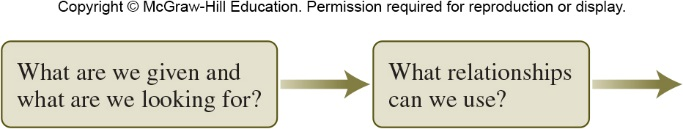 Copyright © McGraw-Hill Education. Permission required for reproduction or display.
What are we given and
what are we looking for?
What relationships
can we use?